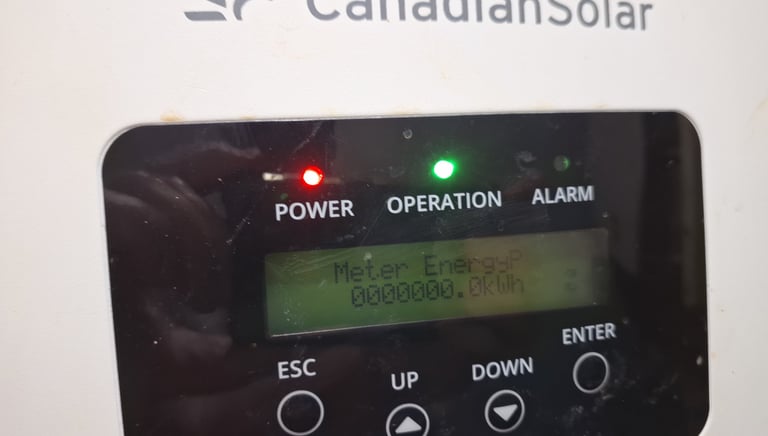 CanadianSolar
POWER
OPERATION
ALARM
Meter EnergyP
0000000.0kWh
ESC
UP
DOWN
ENTER